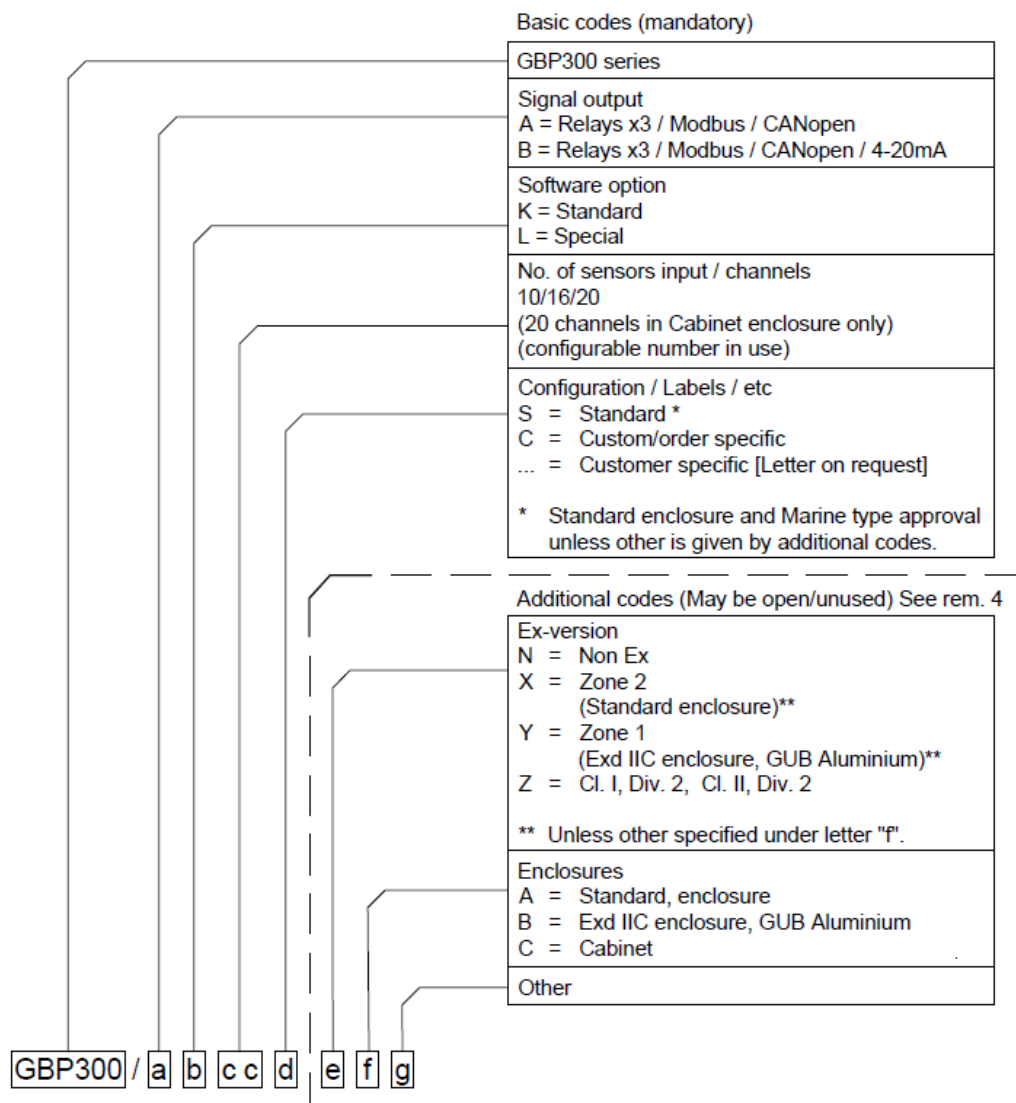 Basic codes (mandatory)
GBP300 series
Signal output
A = Relays x3 / Modbus / CANopen
B = Relays x3 / Modbus / CANopen / 4-20mA
Software option
K = Standard
L = Special
No. of sensors input / channels
10/16/20
(20 channels in Cabinet enclosure only)
(configurable number in use)
Configuration / Labels / etc
S = Standard *
C = Custom/order specific
... = Customer specific [Letter on request]
* Standard enclosure and Marine type approval
unless other is given by additional codes.
Additional codes (May be open/unused) See rem. 4
Ex-version
N = Non Ex
X = Zone 2
(Standard enclosure)**
Y = Zone 1
(Exd IIC enclosure, GUB Aluminium)**
Z = Cl. I, Div. 2, Cl. II, Div. 2
** Unless other specified under letter "f".
Enclosures
A = Standard, enclosure
B = Exd IIC enclosure, GUB Aluminium
C = Cabinet
Other
GBP300 / a b c c d e f g